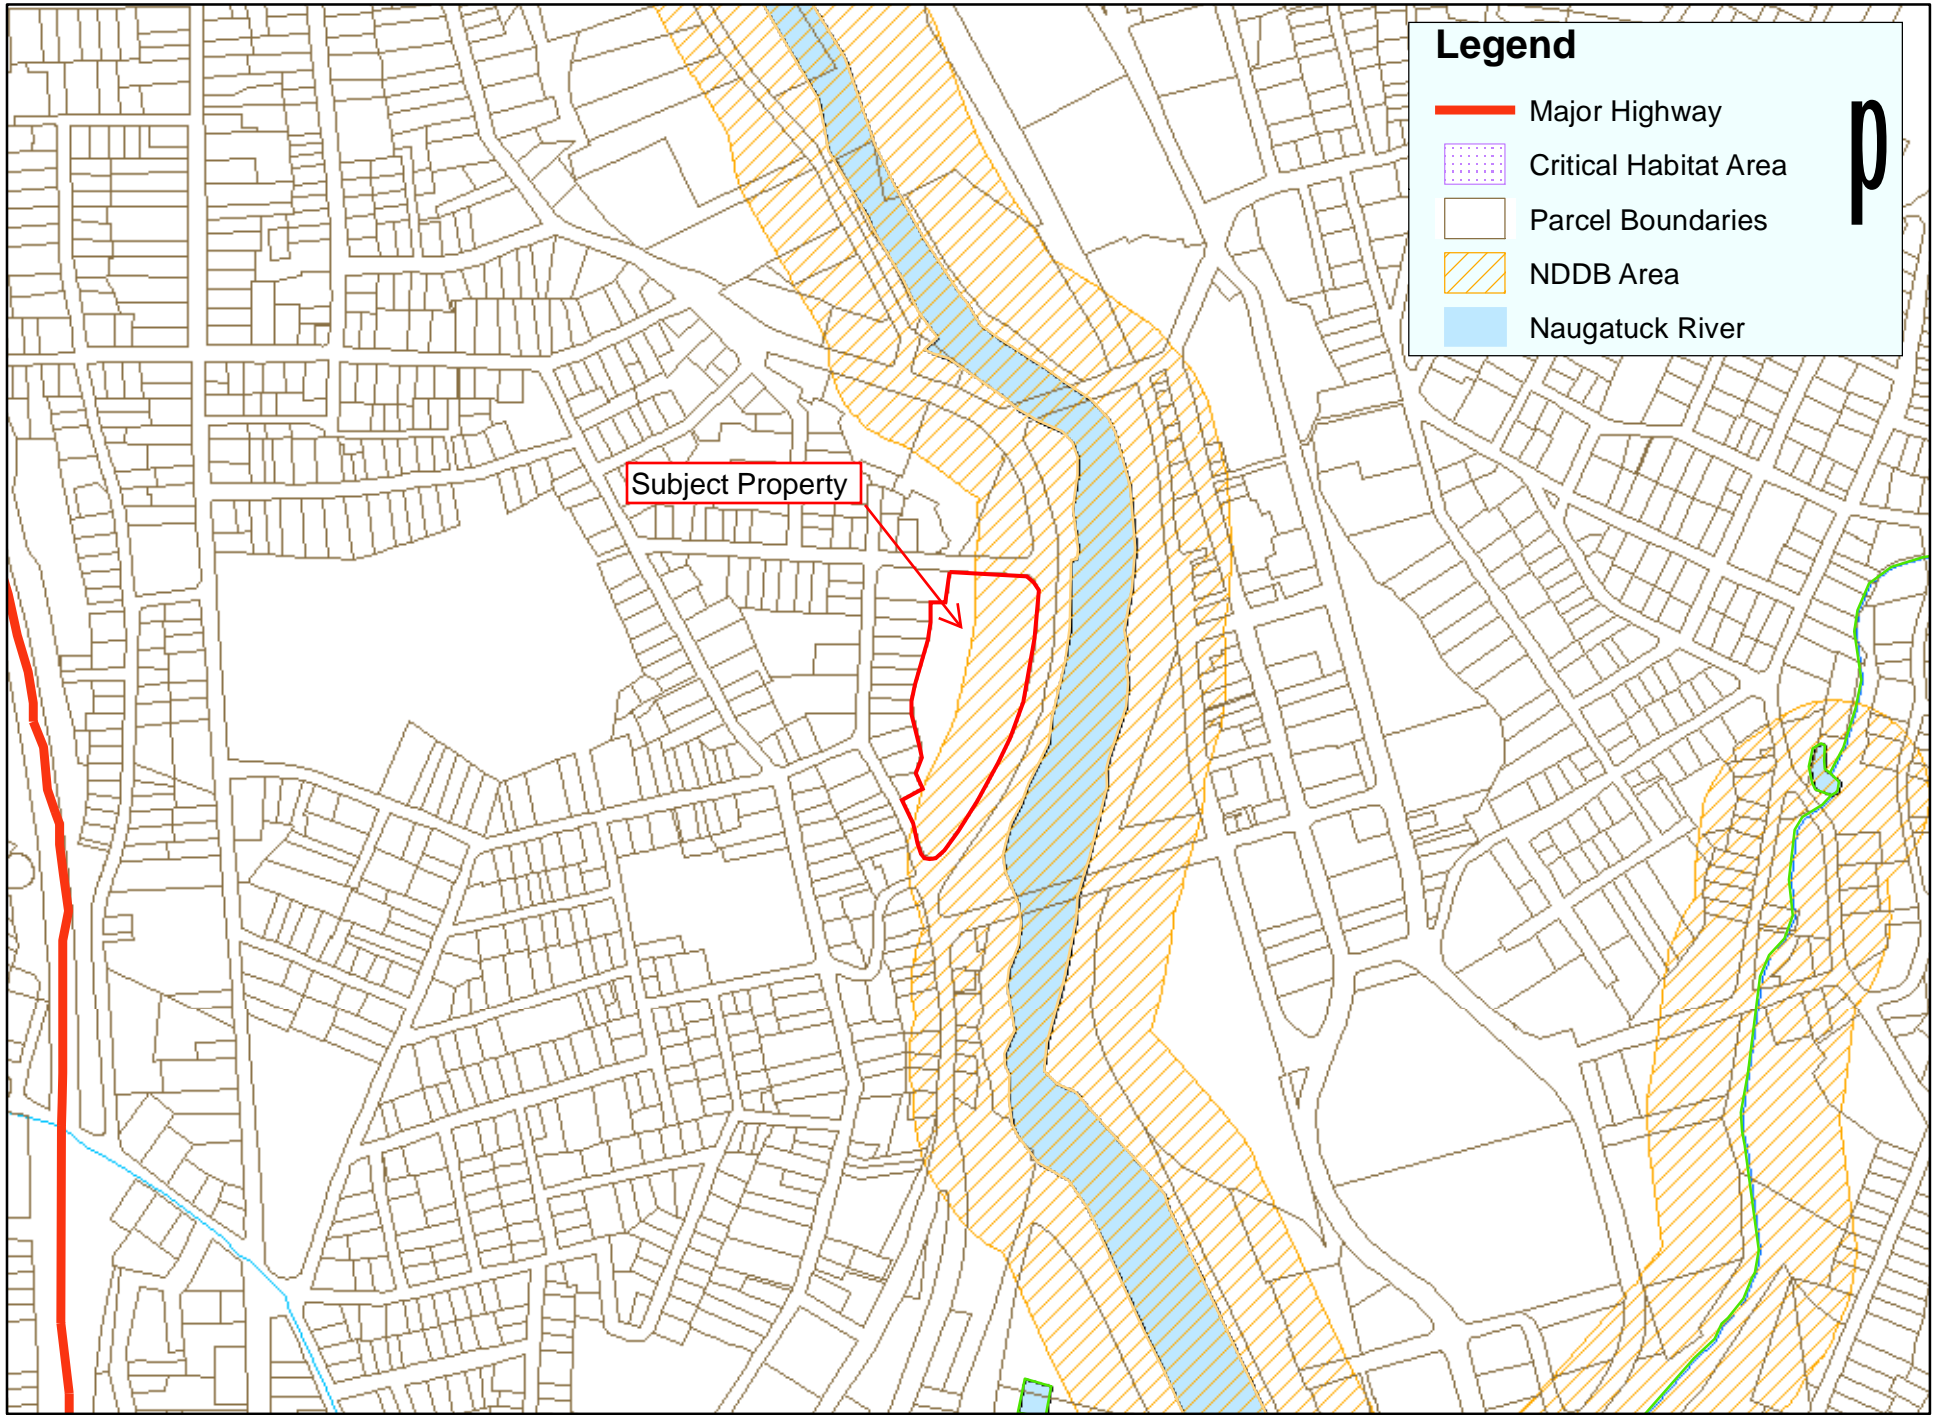 Legend
Major Highway
Critical Habitat Area
Parcel Boundaries
NDDB Area
Naugatuck River
p
Subject Property